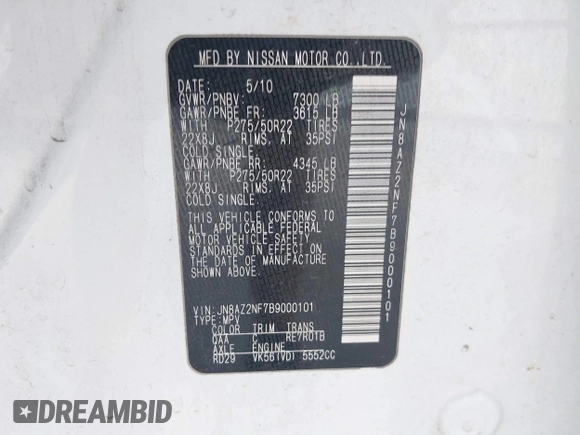 MFD BY NISSAN MOTOR CO.,LTD.
DATE: 5/10
GVWR/PNBV: 7300 LB
GAWR/PNBE FR: 3615 LB
WITH P275/50R22 TIRES
22X8J RIMS. AT 35PSI
COLD SINGLE.
GAWR/PNBE RR: 4345 LB
WITH P275/50R22 TIRES
22X8J RIMS. AT 35PSI
COLD SINGLE.
THIS VEHICLE CONFORMS TO
ALL APPLICABLE FEDERAL
MOTOR VEHICLE SAFETY
STANDARDS IN EFFECT ON
THE DATE OF MANUFACTURE
SHOWN ABOVE.
VIN: JN8AZ2NF7B9000101
TYPE: MPV
COLOR TRIM TRANS
QAA C RE7R01B
AXLE ENGINE
RD29 VK56(VD) 5552CC
JN8AZ2NF7B9000101
DREAMBID